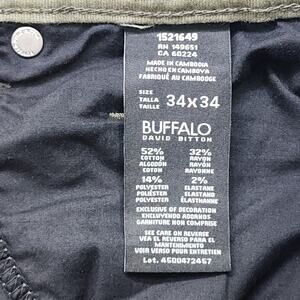 1521649
RN 149651
CA 60224
MADE IN CAMBODIA
HECHO EN CAMBOYA
FABRIQUÉ AU CAMBODGE
SIZE
TALLA
TAILLE
34x34
BUFFALO
DAVID BITTON
52% 32%
COTTON RAYON
ALGODÓN RAYÓN
COTON RAYONNE
14% 2%
POLYESTER ELASTANE
POLIÉSTER ELASTANO
POLYESTER ÉLASTHANNE
EXCLUSIVE OF DECORATION
EXCLUYENDO ADORNOS
GARNITURE NON COMPRISE
SEE CARE ON REVERSE
VEA EL REVERSO PARA EL
MANTENIMIENTO
VOIR VERSO POUR ENTRETIEN
Lot. 4500472467